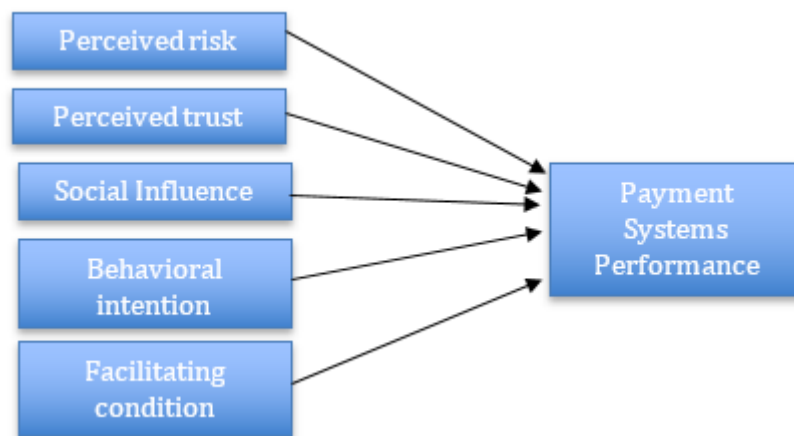 Perceived risk
Perceived trust
Social Influence
Behavioral
intention
Facilitating
condition
Payment
Systems
Performance